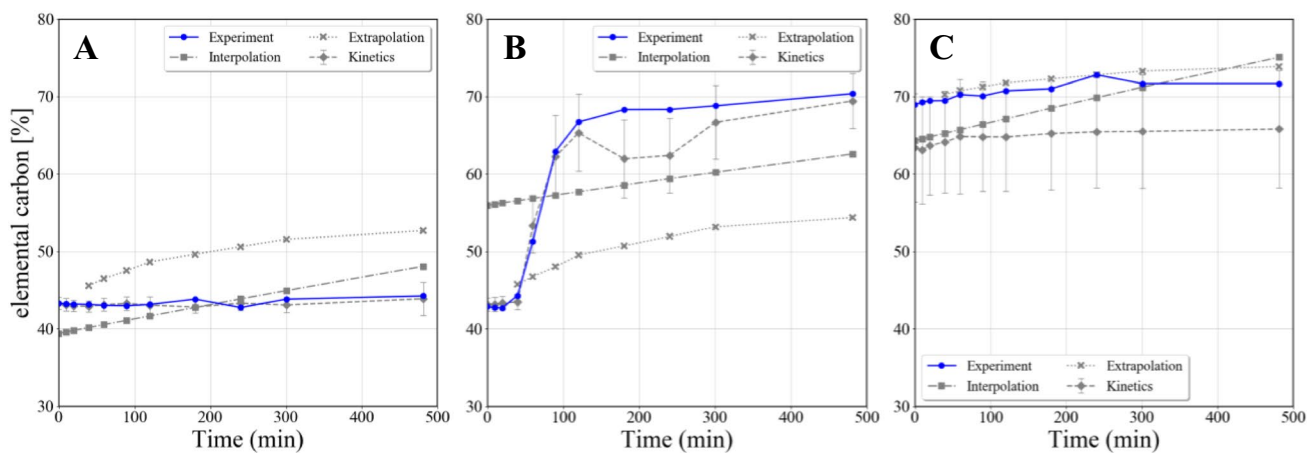 80
70
60
50
40
30
elemental carbon [%]
A
Experiment
Interpolation
Extrapolation
Kinetics
0
100
200
300
400
500
Time (min)
80
70
60
50
40
30
B
Experiment
Interpolation
Extrapolation
Kinetics
0
100
200
300
400
500
Time (min)
80
70
60
50
40
30
C
Experiment
Interpolation
Extrapolation
Kinetics
0
100
200
300
400
500
Time (min)